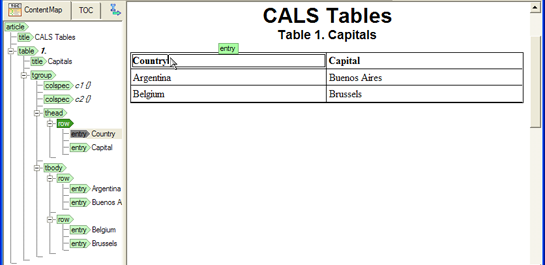 ContentMap TOC
article
title CALS Tables
table 1.
title Capitals
tgroup
colspec c1 {}
colspec c2 {}
thead
row
entry Country
entry Capital
tbody
row
entry Argentina
entry Buenos A
row
entry Belgium
entry Brussels
CALS Tables
Table 1. Capitals
entry
Country Capital
Argentina Buenos Aires
Belgium Brussels